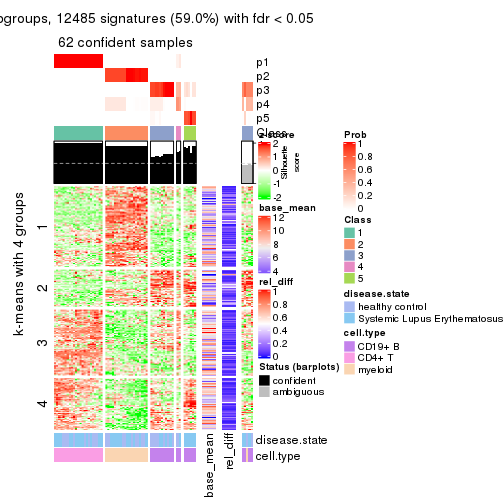 ogroups, 12485 signatures (59.0%) with fdr < 0.05
62 confident samples
p1
p2
p3
p4
p5
Class
Silhouette
score
k-means with 4 groups
1
2
3
4
base_mean
rel_diff
disease.state
cell.type
z-score
2
1
0
-1
-2
base_mean
12
10
8
6
4
rel_diff
1
0.8
0.6
0.4
0.2
0
Status (barplots)
confident
ambiguous
Prob
1
0.8
0.6
0.4
0.2
0
Class
1
2
3
4
5
disease.state
healthy control
Systemic Lupus Erythematosus
cell.type
CD19+ B
CD4+ T
myeloid